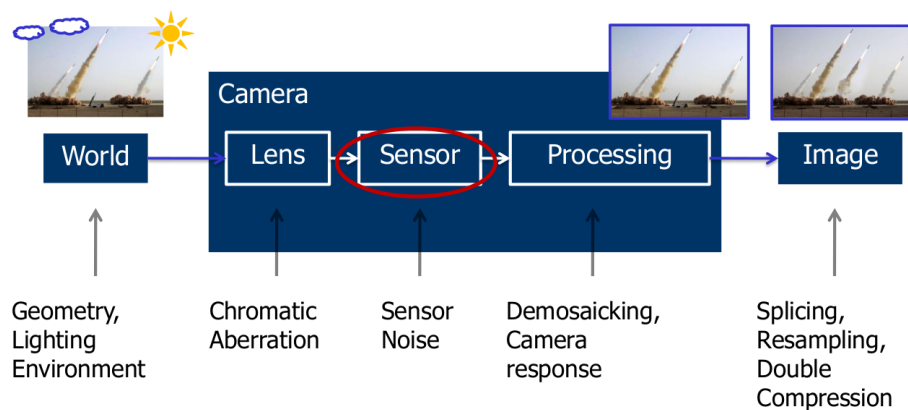 Camera
World
Lens
Sensor
Processing
Image
Geometry,
Lighting
Environment
Chromatic
Aberration
Sensor
Noise
Demosaicking,
Camera
response
Splicing,
Resampling,
Double
Compression